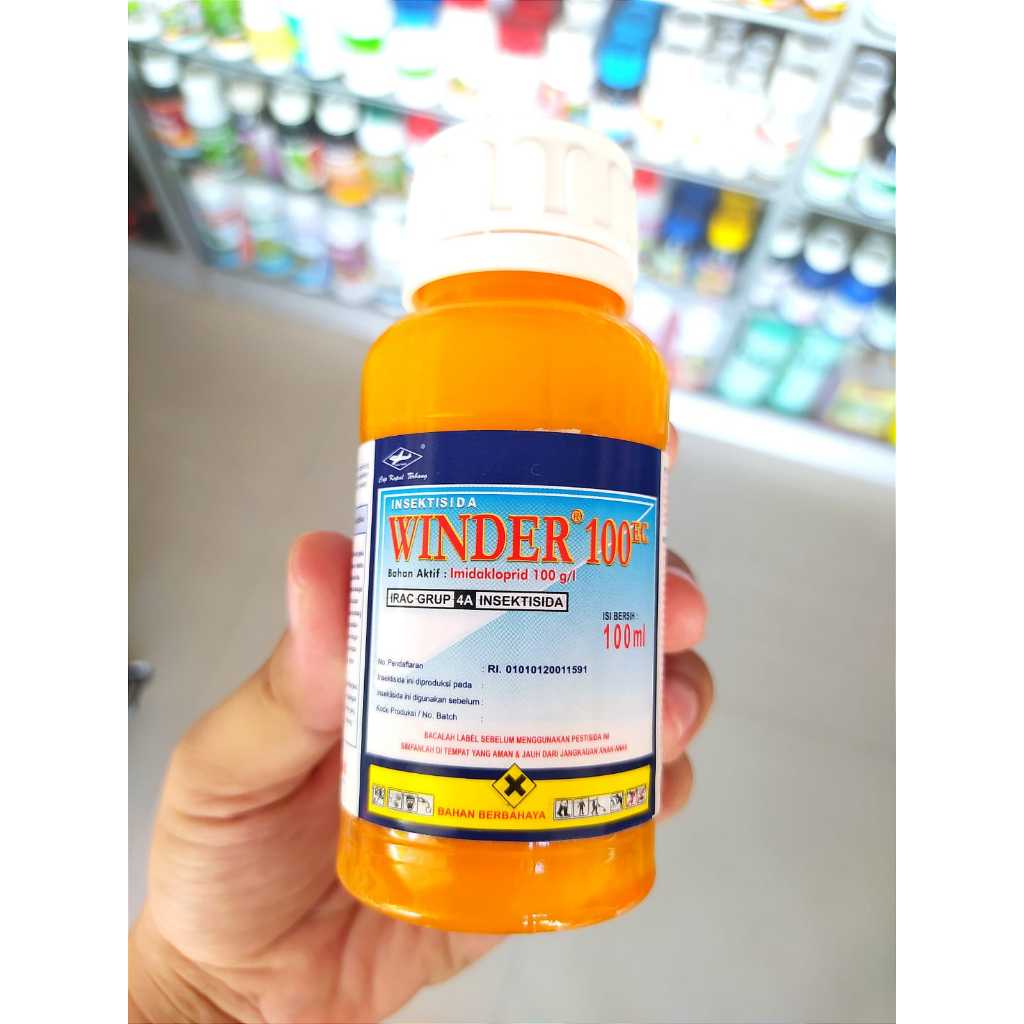 Cap Kapal Terbang
INSEKTISIDA
WINDER® 100 EC
Bahan Aktif : Imidakloprid 100 g/l
IRAC GRUP 4A INSEKTISIDA
ISI BERSIH :
100 ml
No. Pendaftaran : RI. 01010120011591
Insektisida ini diproduksi pada :
Insektisida ini digunakan sebelum :
Kode Produksi / No. Batch :
BACALAH LABEL SEBELUM MENGGUNAKAN PESTISIDA INI
SIMPANLAH DI TEMPAT YANG AMAN & JAUH DARI JANGKAUAN ANAK-ANAK
BAHAN BERBAHAYA